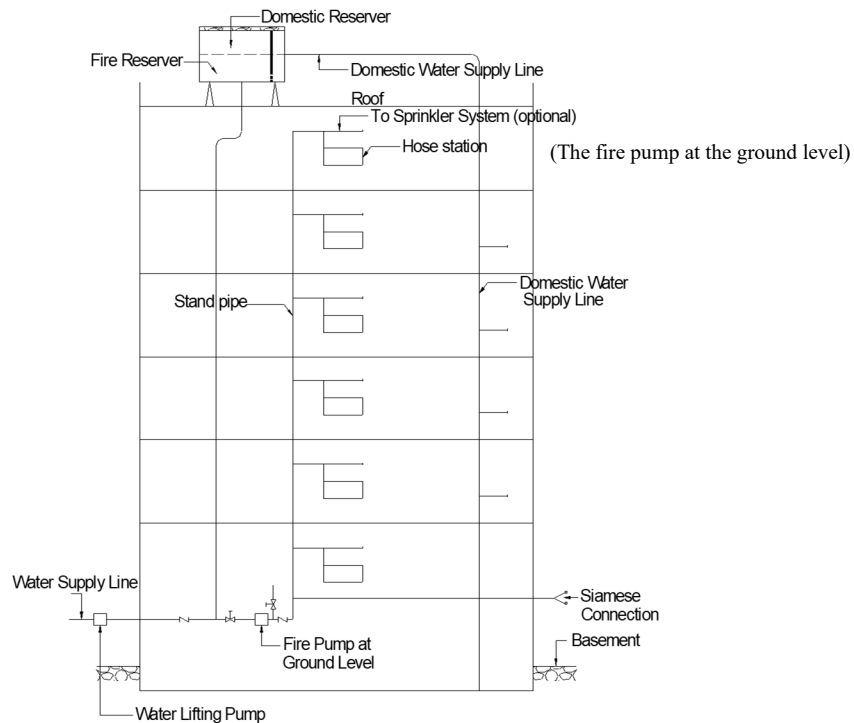 Domestic Reserver
Fire Reserver
Domestic Water Supply Line
Roof
To Sprinkler System (optional)
Hose station
(The fire pump at the ground level)
Stand pipe
Domestic Water
Supply Line
Water Supply Line
Siamese
Connection
Fire Pump at
Ground Level
Basement
Water Lifting Pump